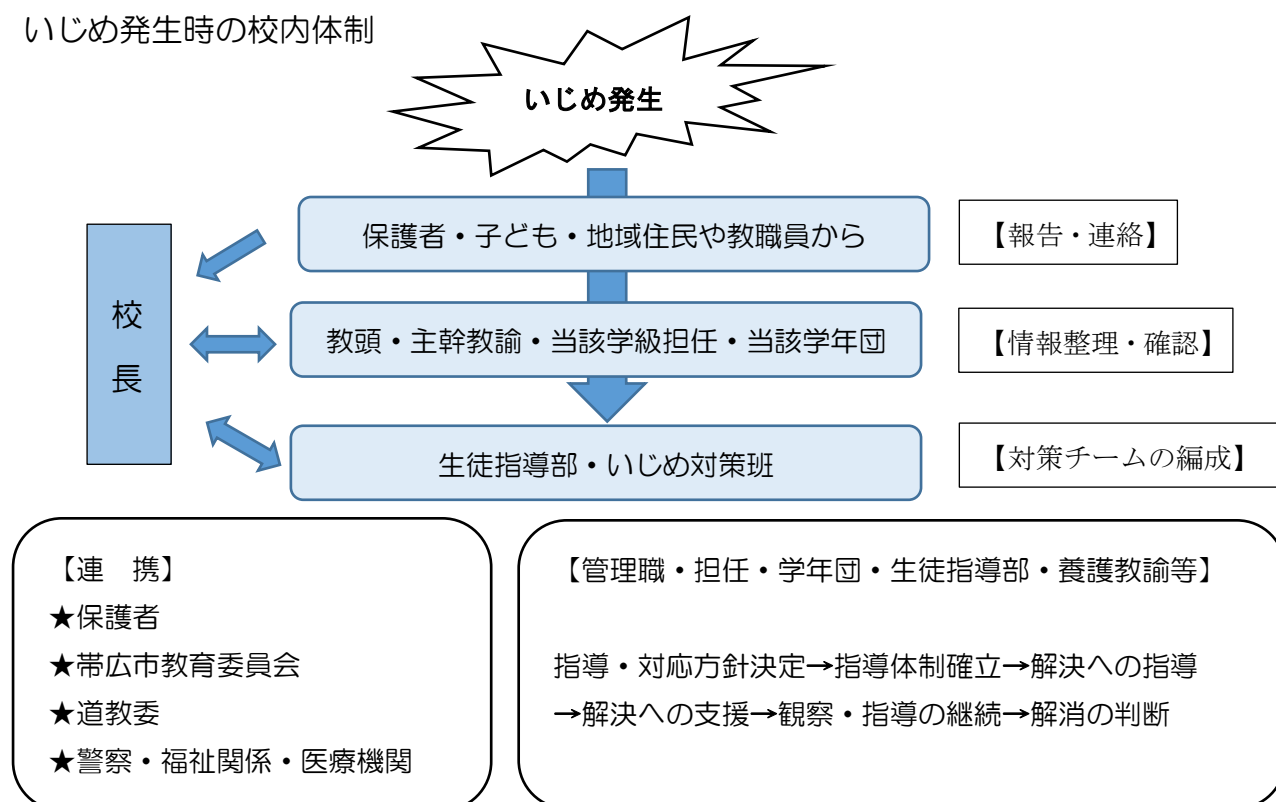 いじめ発生時の校内体制
いじめ発生
保護者・子ども・地域住民や教職員から
【報告・連絡】
校長
教頭・主幹教諭・当該学級担任・当該学年団
【情報整理・確認】
生徒指導部・いじめ対策班
【対策チームの編成】
【連　携】
★保護者
★帯広市教育委員会
★道教委
★警察・福祉関係・医療機関
【管理職・担任・学年団・生徒指導部・養護教諭等】
指導・対応方針決定→指導体制確立→解決への指導
→解決への支援→観察・指導の継続→解消の判断